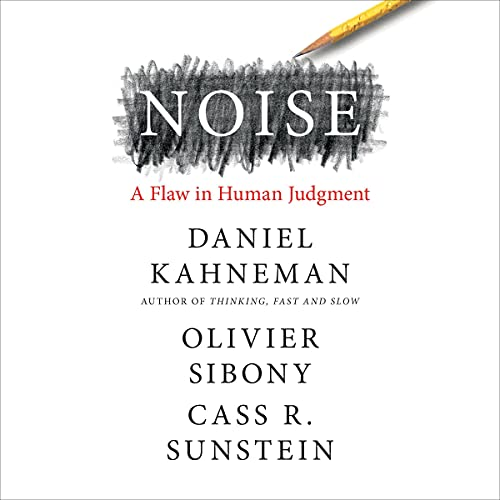 NOISE
A Flaw in Human Judgment
DANIEL
KAHNEMAN
AUTHOR OF THINKING, FAST AND SLOW
OLIVIER
SIBONY
CASS R.
SUNSTEIN